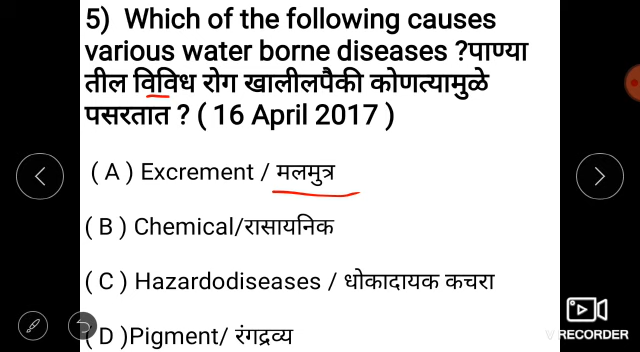 5) Which of the following causes
various water borne diseases ?पाण्या
तील विविध रोग खालीलपैकी कोणत्यामुळे
पसरतात ? ( 16 April 2017 )
( A ) Excrement / मलमुत्र
( B ) Chemical/रासायनिक
( C ) Hazardodiseases / धोकादायक कचरा
( D )Pigment/ रंगद्रव्य
V RECORDER